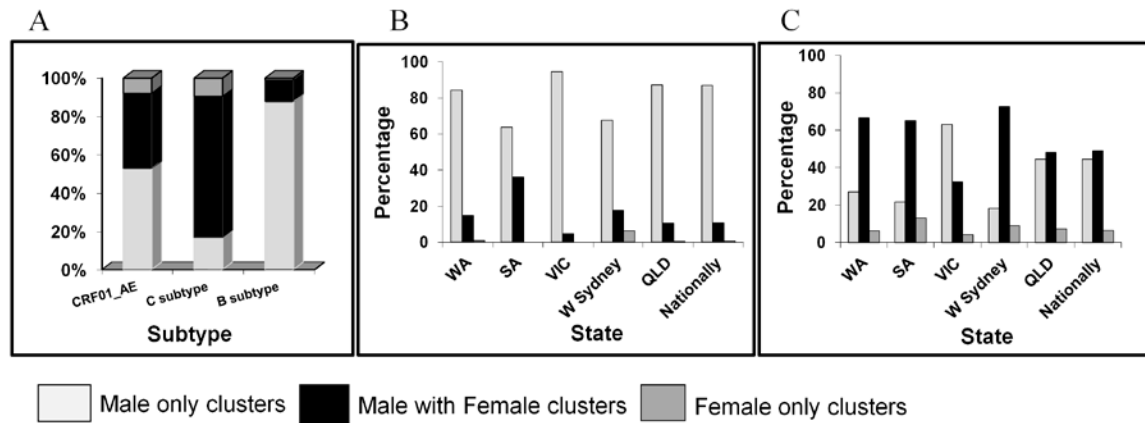 A
100%
80%
60%
40%
20%
0%
CRF01_AE
C subtype
B subtype
Subtype
B
Percentage
100
80
60
40
20
0
WA
SA
VIC
W Sydney
QLD
Nationally
State
C
Percentage
100
80
60
40
20
0
WA
SA
VIC
W Sydney
QLD
Nationally
State
Male only clusters
Male with Female clusters
Female only clusters